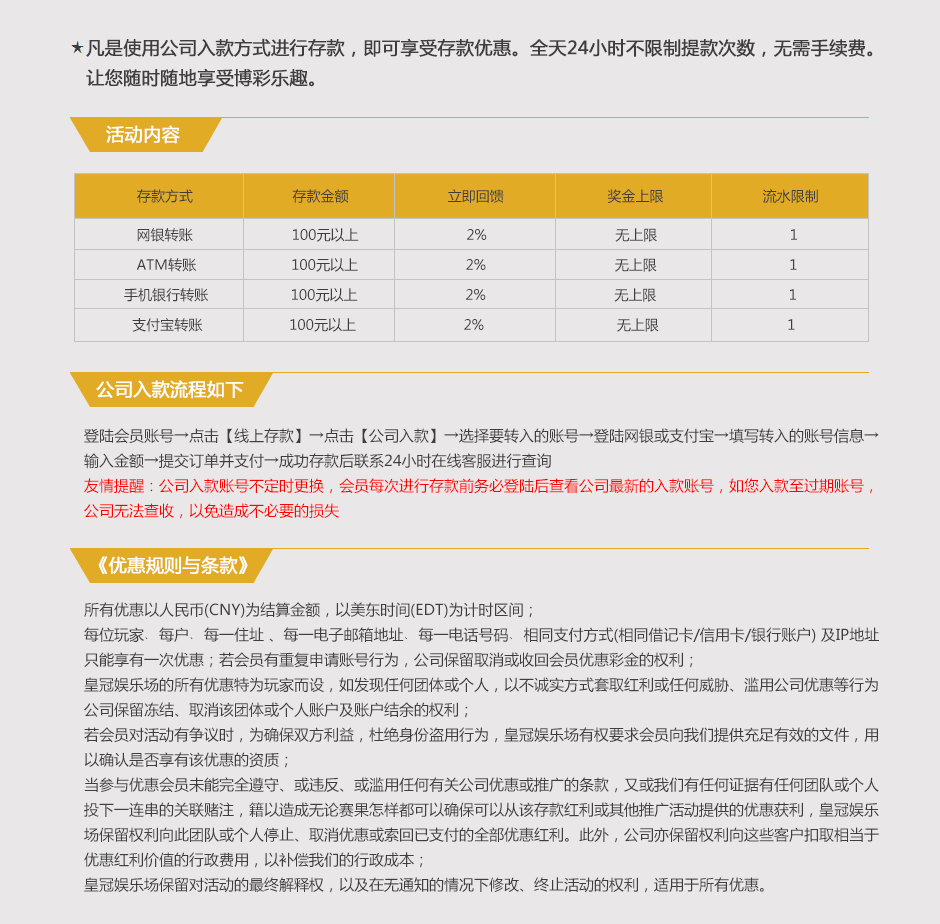 ★凡是使用公司入款方式进行存款，即可享受存款优惠。全天24小时不限制提款次数，无需手续费。
让您随时随地享受博彩乐趣。
活动内容
存款方式 存款金额 立即回馈 奖金上限 流水限制
网银转账 100元以上 2% 无上限 1
ATM转账 100元以上 2% 无上限 1
手机银行转账 100元以上 2% 无上限 1
支付宝转账 100元以上 2% 无上限 1
公司入款流程如下
登陆会员账号→点击【线上存款】→点击【公司入款】→选择要转入的账号→登陆网银或支付宝→填写转入的账号信息→
输入金额→提交订单并支付→成功存款后联系24小时在线客服进行查询
友情提醒：公司入款账号不定时更换，会员每次进行存款前务必登陆后查看公司最新的入款账号，如您入款至过期账号，
公司无法查收，以免造成不必要的损失
《优惠规则与条款》
所有优惠以人民币(CNY)为结算金额，以美东时间(EDT)为计时区间；
每位玩家、每户、每一住址 、每一电子邮箱地址、每一电话号码、相同支付方式(相同借记卡/信用卡/银行账户) 及IP地址
只能享有一次优惠；若会员有重复申请账号行为，公司保留取消或收回会员优惠彩金的权利；
皇冠娱乐场的所有优惠特为玩家而设，如发现任何团体或个人，以不诚实方式套取红利或任何威胁、滥用公司优惠等行为
公司保留冻结、取消该团体或个人账户及账户结余的权利；
若会员对活动有争议时，为确保双方利益，杜绝身份盗用行为，皇冠娱乐场有权要求会员向我们提供充足有效的文件，用
以确认是否享有该优惠的资质；
当参与优惠会员未能完全遵守、或违反、或滥用任何有关公司优惠或推广的条款，又或我们有任何证据有任何团队或个人
投下一连串的关联赌注，籍以造成无论赛果怎样都可以确保可以从该存款红利或其他推广活动提供的优惠获利，皇冠娱乐
场保留权利向此团队或个人停止、取消优惠或索回已支付的全部优惠红利。此外，公司亦保留权利向这些客户扣取相当于
优惠红利价值的行政费用，以补偿我们的行政成本；
皇冠娱乐场保留对活动的最终解释权，以及在无通知的情况下修改、终止活动的权利，适用于所有优惠。